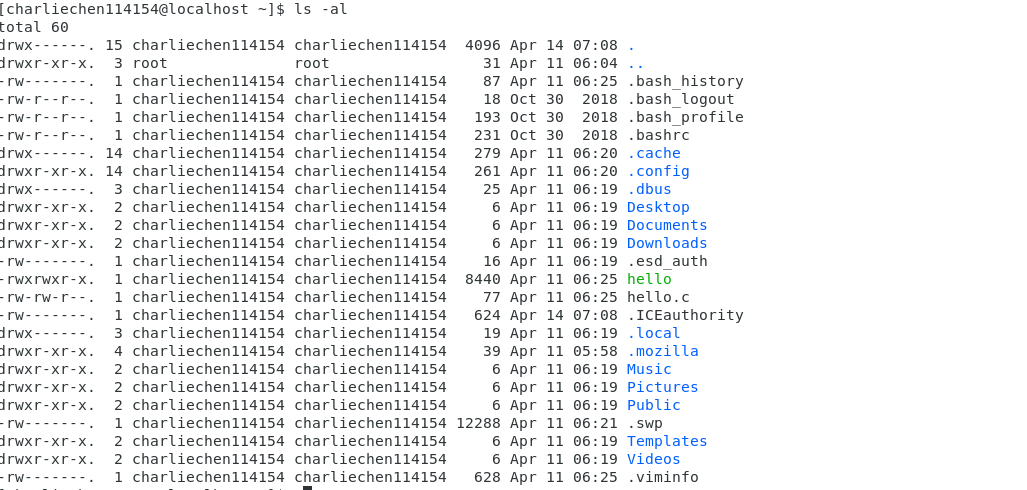 [charliechen114154@localhost ~]$ ls -al
total 60
drwx------. 15 charliechen114154 charliechen114154  4096 Apr 14 07:08 .
drwxr-xr-x.  3 root              root                 31 Apr 11 06:04 ..
-rw-------.  1 charliechen114154 charliechen114154    87 Apr 11 06:25 .bash_history
-rw-r--r--.  1 charliechen114154 charliechen114154    18 Oct 30  2018 .bash_logout
-rw-r--r--.  1 charliechen114154 charliechen114154   193 Oct 30  2018 .bash_profile
-rw-r--r--.  1 charliechen114154 charliechen114154   231 Oct 30  2018 .bashrc
drwx------. 14 charliechen114154 charliechen114154   279 Apr 11 06:20 .cache
drwxr-xr-x. 14 charliechen114154 charliechen114154   261 Apr 11 06:20 .config
drwx------.  3 charliechen114154 charliechen114154    25 Apr 11 06:19 .dbus
drwxr-xr-x.  2 charliechen114154 charliechen114154     6 Apr 11 06:19 Desktop
drwxr-xr-x.  2 charliechen114154 charliechen114154     6 Apr 11 06:19 Documents
drwxr-xr-x.  2 charliechen114154 charliechen114154     6 Apr 11 06:19 Downloads
-rw-------.  1 charliechen114154 charliechen114154    16 Apr 11 06:19 .esd_auth
-rwxrwxr-x.  1 charliechen114154 charliechen114154  8440 Apr 11 06:25 hello
-rw-rw-r--.  1 charliechen114154 charliechen114154    77 Apr 11 06:25 hello.c
-rw-------.  1 charliechen114154 charliechen114154   624 Apr 14 07:08 .ICEauthority
drwx------.  3 charliechen114154 charliechen114154    19 Apr 11 06:19 .local
drwxr-xr-x.  4 charliechen114154 charliechen114154    39 Apr 11 05:58 .mozilla
drwxr-xr-x.  2 charliechen114154 charliechen114154     6 Apr 11 06:19 Music
drwxr-xr-x.  2 charliechen114154 charliechen114154     6 Apr 11 06:19 Pictures
drwxr-xr-x.  2 charliechen114154 charliechen114154     6 Apr 11 06:19 Public
-rw-------.  1 charliechen114154 charliechen114154 12288 Apr 11 06:21 .swp
drwxr-xr-x.  2 charliechen114154 charliechen114154     6 Apr 11 06:19 Templates
drwxr-xr-x.  2 charliechen114154 charliechen114154     6 Apr 11 06:19 Videos
-rw-------.  1 charliechen114154 charliechen114154   628 Apr 11 06:25 .viminfo